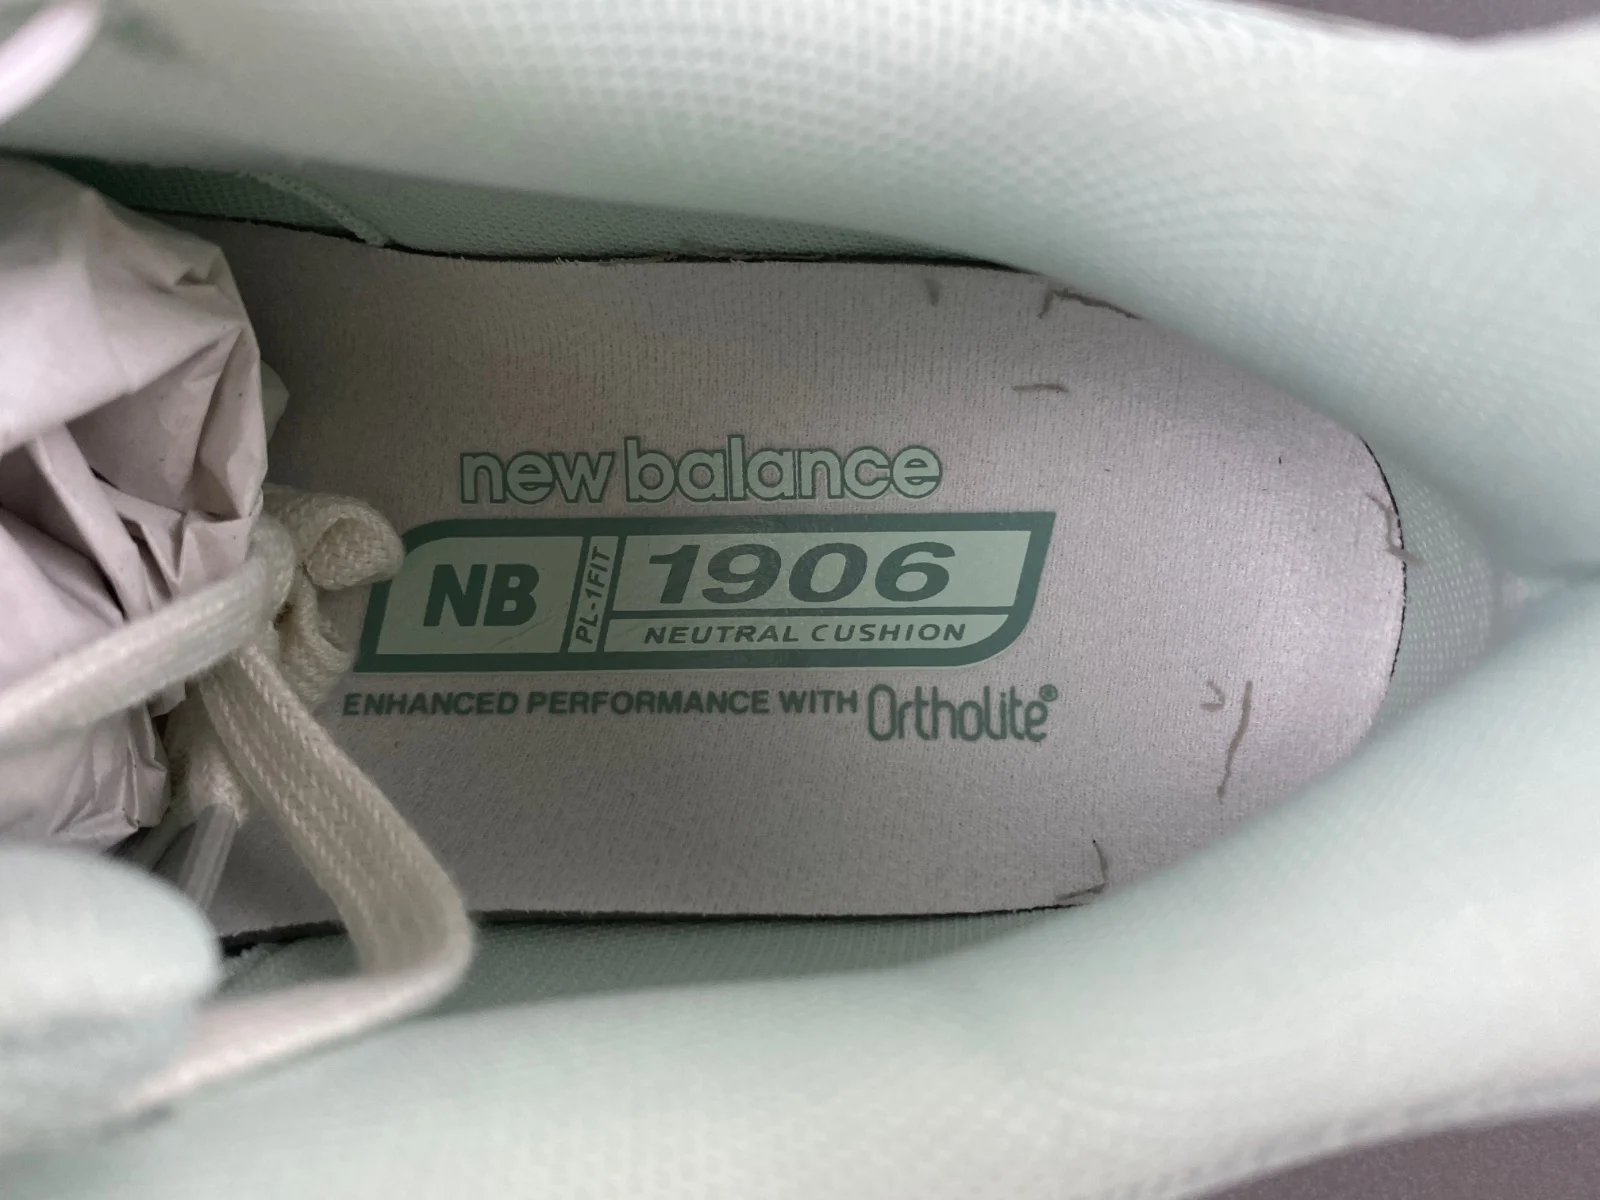 new balance
NB PL-1FIT 1906
NEUTRAL CUSHION
ENHANCED PERFORMANCE WITH OrthoLite®